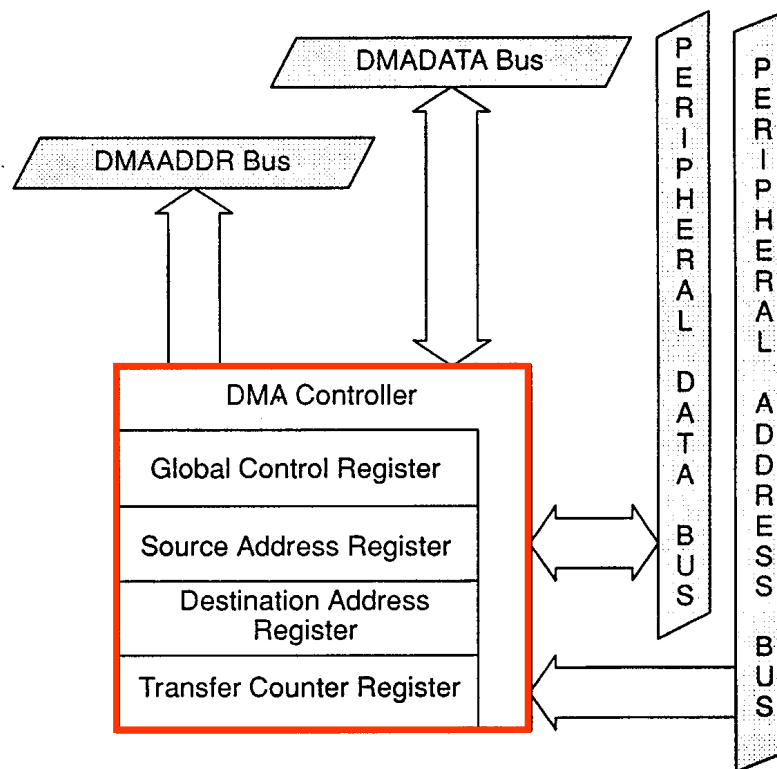 DMADATA Bus
DMAADDR Bus
PERIPHERAL DATA BUS
PERIPHERAL ADDRESS BUS
DMA Controller
Global Control Register
Source Address Register
Destination Address
Register
Transfer Counter Register